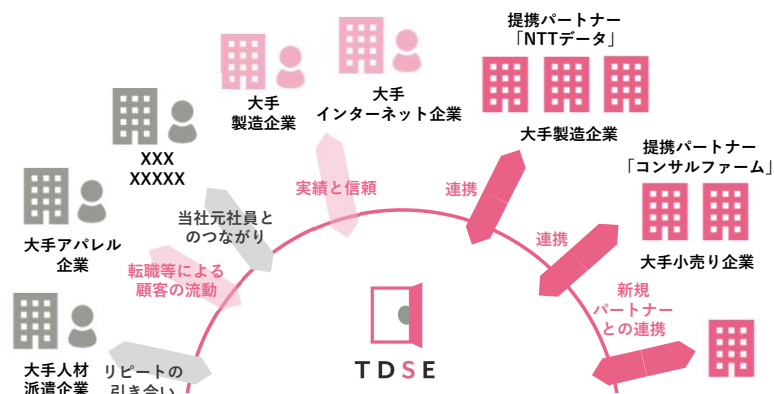 提携パートナー
「NTTデータ」
大手
製造企業
大手
インターネット企業
大手製造企業
提携パートナー
「コンサルファーム」
XXX
XXXXX
実績と信頼
連携
当社元社員と
のつながり
連携
大手アパレル
企業
大手小売り企業
転職等による
顧客の流動
新規
パートナー
との連携
TDSE
大手人材
派遣企業
リピートの
引き合い